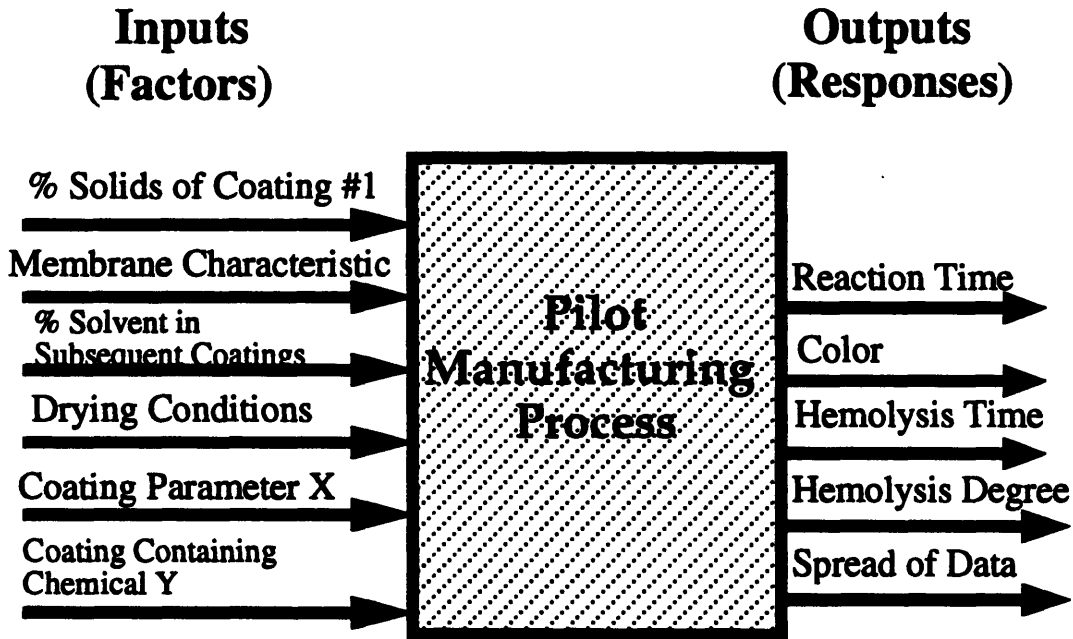 Inputs
(Factors)
Outputs
(Responses)
% Solids of Coating #1
Membrane Characteristic
% Solvent in
Subsequent Coatings
Drying Conditions
Coating Parameter X
Coating Containing
Chemical Y
Pilot
Manufacturing
Process
Reaction Time
Color
Hemolysis Time
Hemolysis Degree
Spread of Data